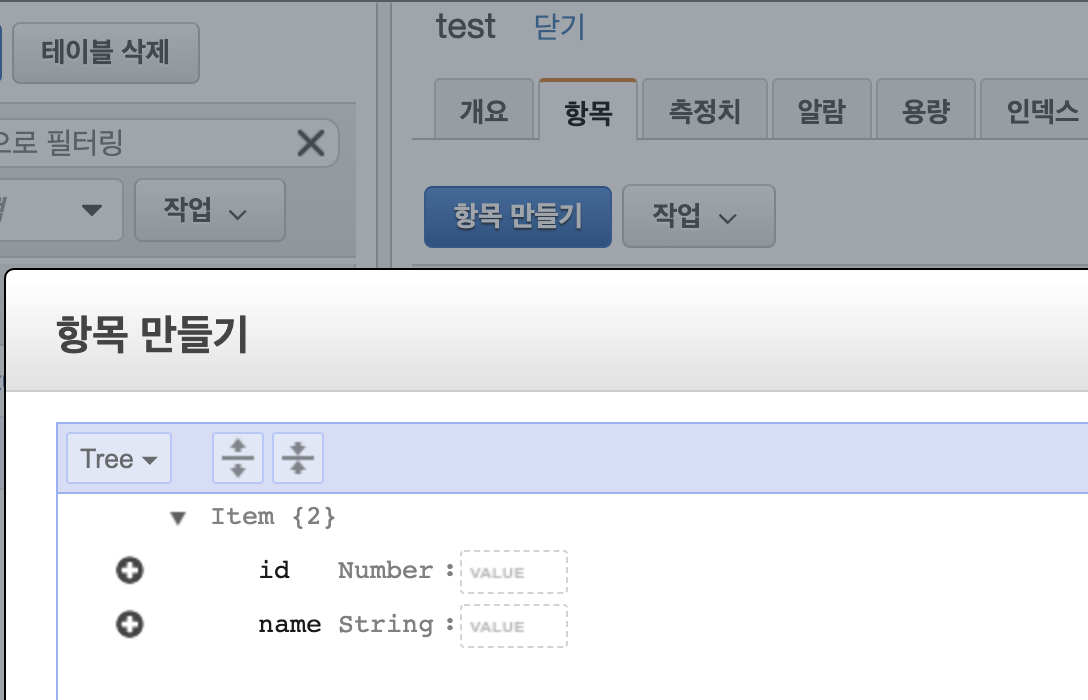 test 닫기
테이블 삭제
개요 항목 측정치 알람 용량 인덱스
으로 필터링
작업
항목 만들기 작업
항목 만들기
Tree
Item {2}
id Number : VALUE
name String : VALUE